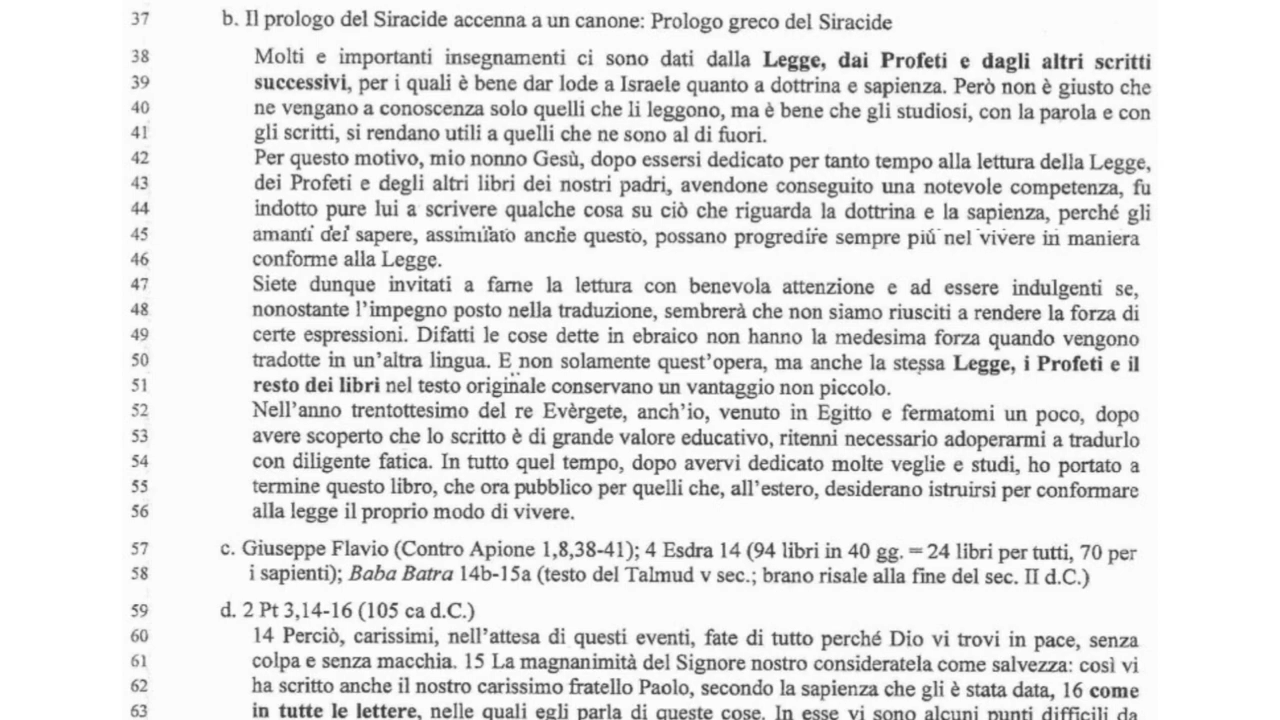 37 b. Il prologo del Siracide accenna a un canone: Prologo greco del Siracide
38 Molti e importanti insegnamenti ci sono dati dalla Legge, dai Profeti e dagli altri scritti
39 successivi, per i quali è bene dar lode a Israele quanto a dottrina e sapienza. Però non è giusto che
40 ne vengano a conoscenza solo quelli che li leggono, ma è bene che gli studiosi, con la parola e con
41 gli scritti, si rendano utili a quelli che ne sono al di fuori.
42 Per questo motivo, mio nonno Gesù, dopo essersi dedicato per tanto tempo alla lettura della Legge,
43 dei Profeti e degli altri libri dei nostri padri, avendone conseguito una notevole competenza, fu
44 indotto pure lui a scrivere qualche cosa su ciò che riguarda la dottrina e la sapienza, perché gli
45 amanti del sapere, assimilato anche questo, possano progredire sempre più nel vivere in maniera
46 conforme alla Legge.
47 Siete dunque invitati a farne la lettura con benevola attenzione e ad essere indulgenti se,
48 nonostante l'impegno posto nella traduzione, sembrerà che non siamo riusciti a rendere la forza di
49 certe espressioni. Difatti le cose dette in ebraico non hanno la medesima forza quando vengono
50 tradotte in un'altra lingua. E non solamente quest'opera, ma anche la stessa Legge, i Profeti e il
51 resto dei libri nel testo originale conservano un vantaggio non piccolo.
52 Nell'anno trentottesimo del re Evèrgete, anch'io, venuto in Egitto e fermatomi un poco, dopo
53 avere scoperto che lo scritto è di grande valore educativo, ritenni necessario adoperarmi a tradurlo
54 con diligente fatica. In tutto quel tempo, dopo avervi dedicato molte veglie e studi, ho portato a
55 termine questo libro, che ora pubblico per quelli che, all'estero, desiderano istruirsi per conformare
56 alla legge il proprio modo di vivere.
57 c. Giuseppe Flavio (Contro Apione 1,8,38-41); 4 Esdra 14 (94 libri in 40 gg. = 24 libri per tutti, 70 per
58 i sapienti); Baba Batra 14b-15a (testo del Talmud v sec.; brano risale alla fine del sec. II d.C.)
59 d. 2 Pt 3,14-16 (105 ca d.C.)
60 14 Perciò, carissimi, nell'attesa di questi eventi, fate di tutto perché Dio vi trovi in pace, senza
61 colpa e senza macchia. 15 La magnanimità del Signore nostro consideratela come salvezza: così vi
62 ha scritto anche il nostro carissimo fratello Paolo, secondo la sapienza che gli è stata data, 16 come
63 in tutte le lettere, nelle quali egli parla di queste cose. In esse vi sono alcuni punti difficili da